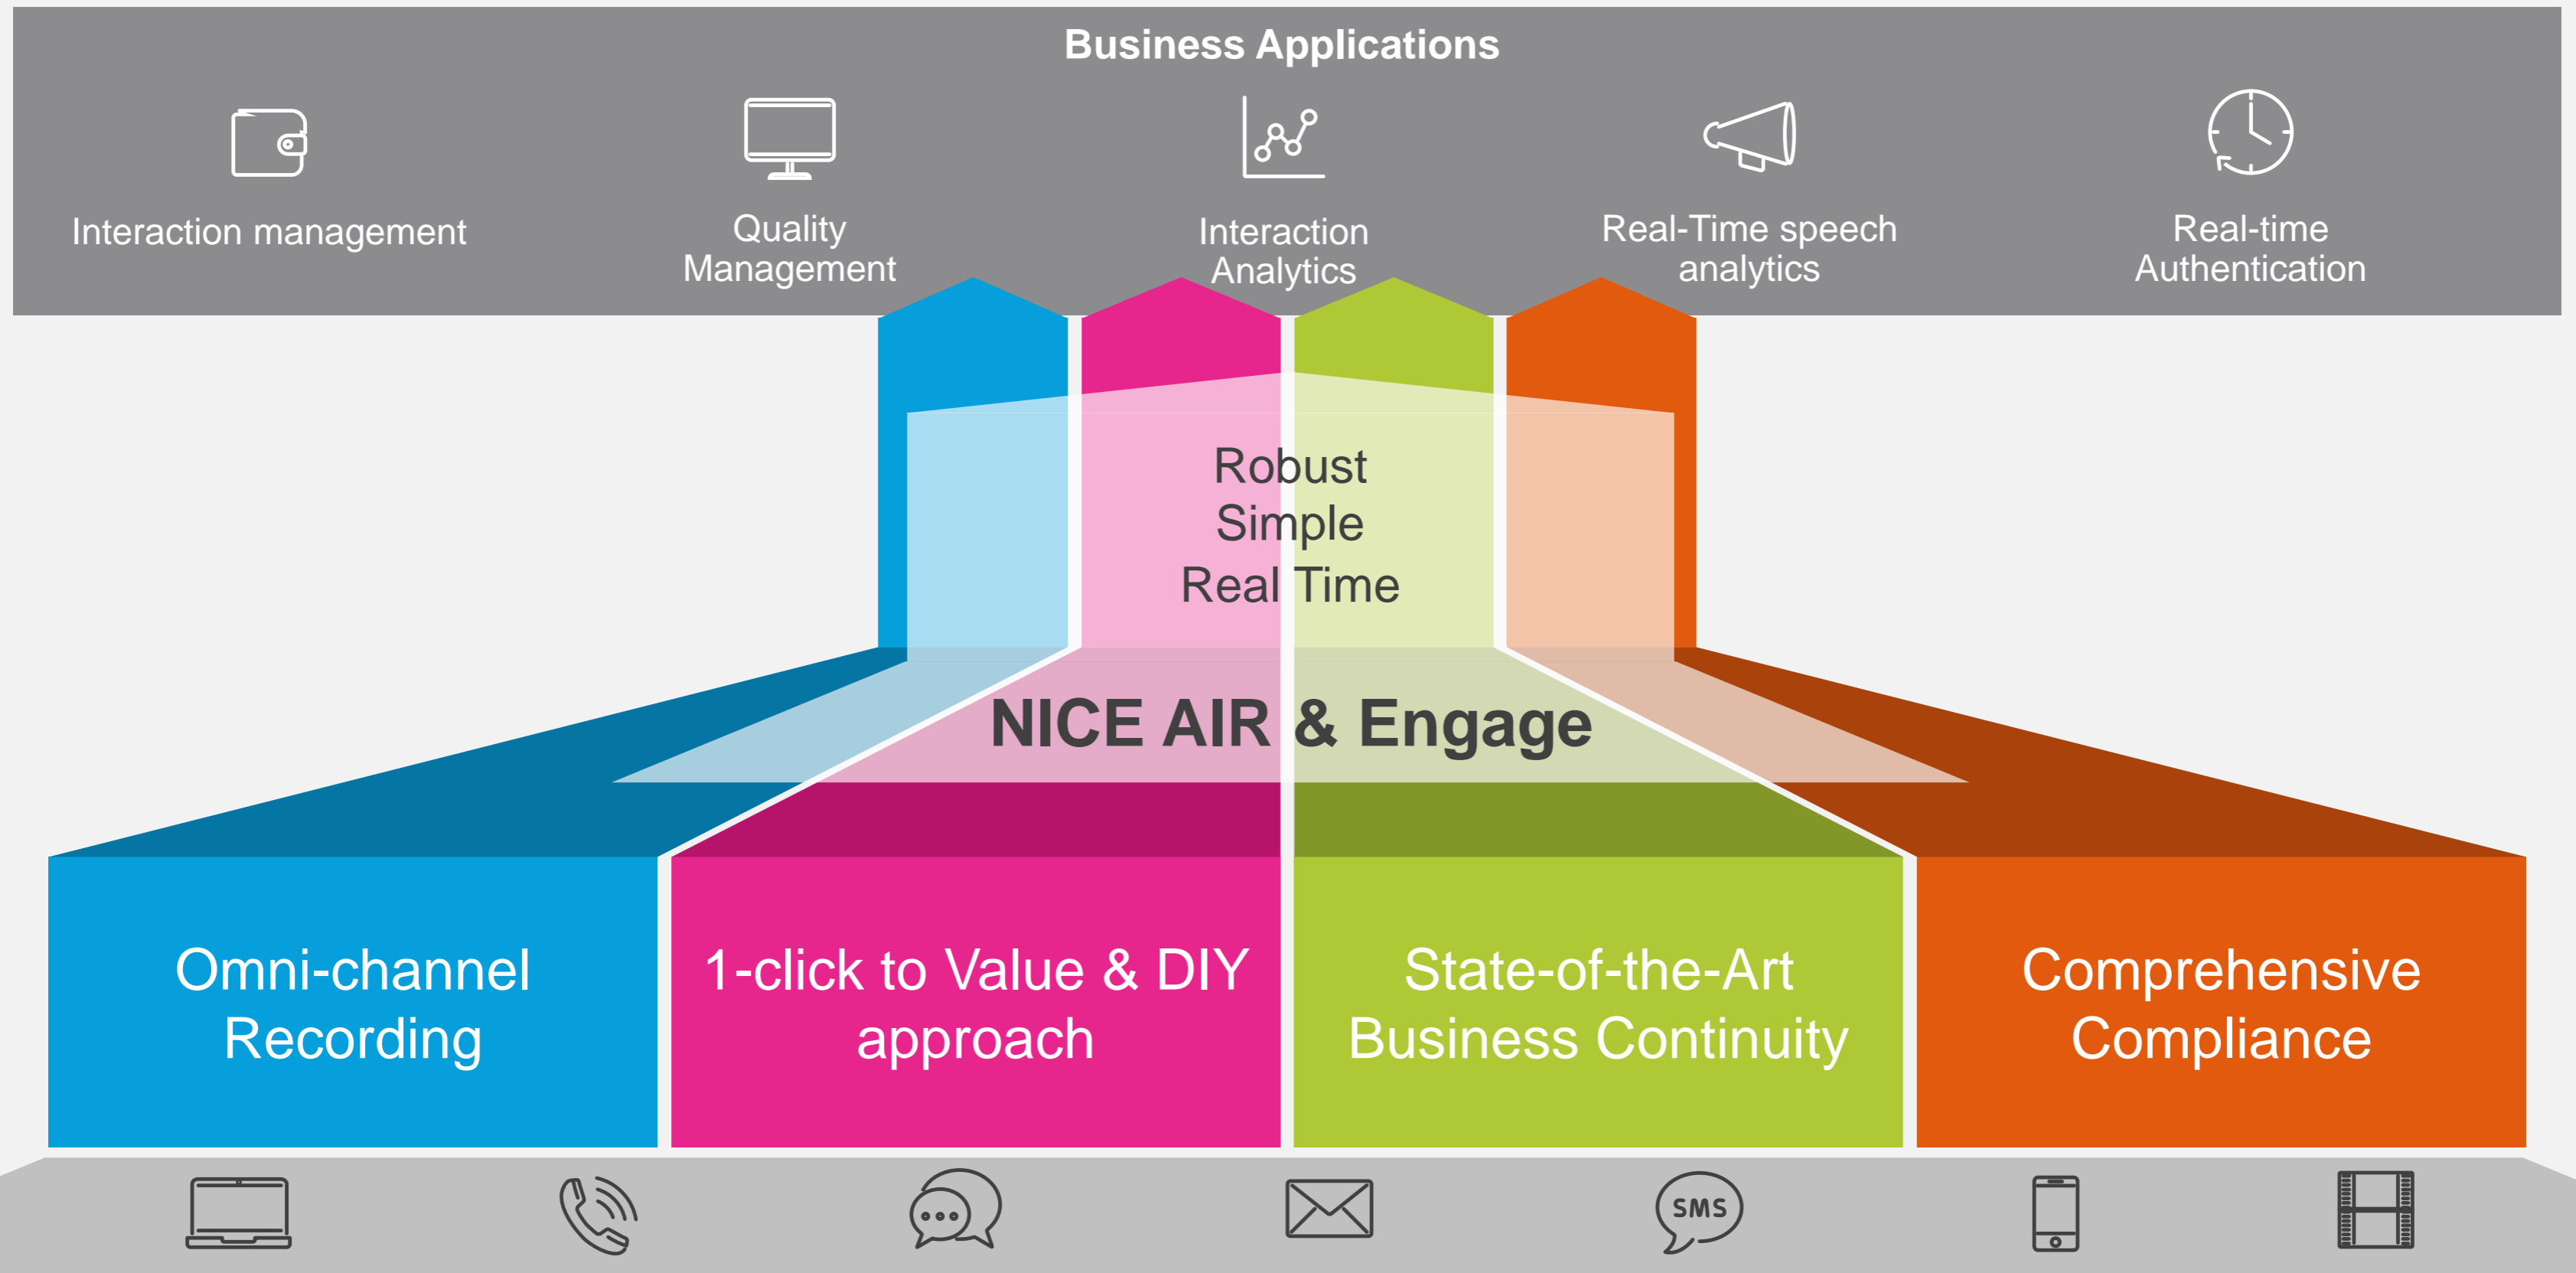 Business Applications
Interaction management
Quality
Management
Interaction
Analytics
Real-Time speech
analytics
Real-time
Authentication
Robust
Simple
Real Time
NICE AIR & Engage
Omni-channel
Recording
1-click to Value & DIY
approach
State-of-the-Art
Business Continuity
Comprehensive
Compliance
SMS